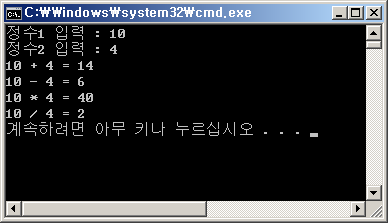 C:₩Windows₩system32₩cmd.exe
정수1 입력 : 10
정수2 입력 : 4
10 + 4 = 14
10 - 4 = 6
10 * 4 = 40
10 / 4 = 2
계속하려면 아무 키나 누르십시오 . . .